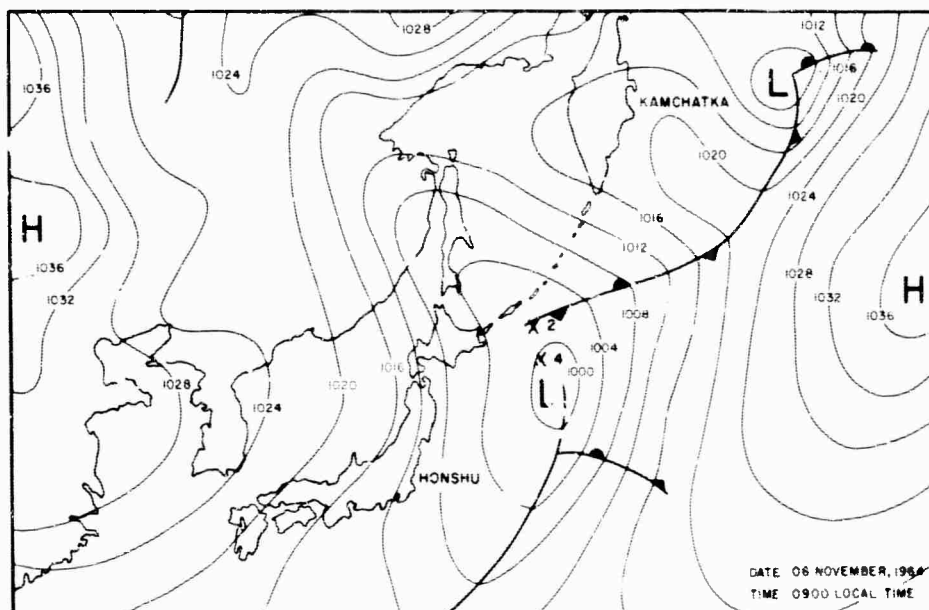 1028
1012
1024
1016
1036
L
1020
KAMCHATKA
1020
1024
H
1016
1036
1012
1028
1032
1032
H
1008
1036
X 2
1004
X 4
1028
1016
1000
1020
L
1024
HONSHU
DATE 06 NOVEMBER, 1964
TIME 0900 LOCAL TIME